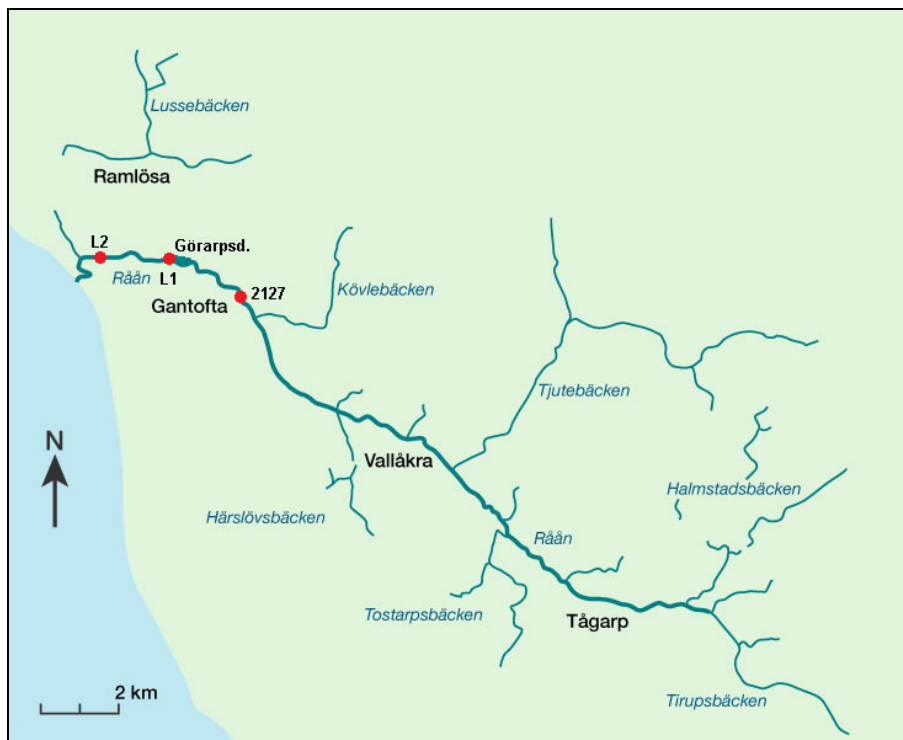 Lussebäcken
Ramlösa
L2
Görarpsd.
Råån
L1
2127
Gantofta
Kövlebäcken
Tjutebäcken
N
Vallåkra
Halmstadsbäcken
Härslövsbäcken
Råån
Tostarpsbäcken
Tågarp
2 km
Tirupsbäcken